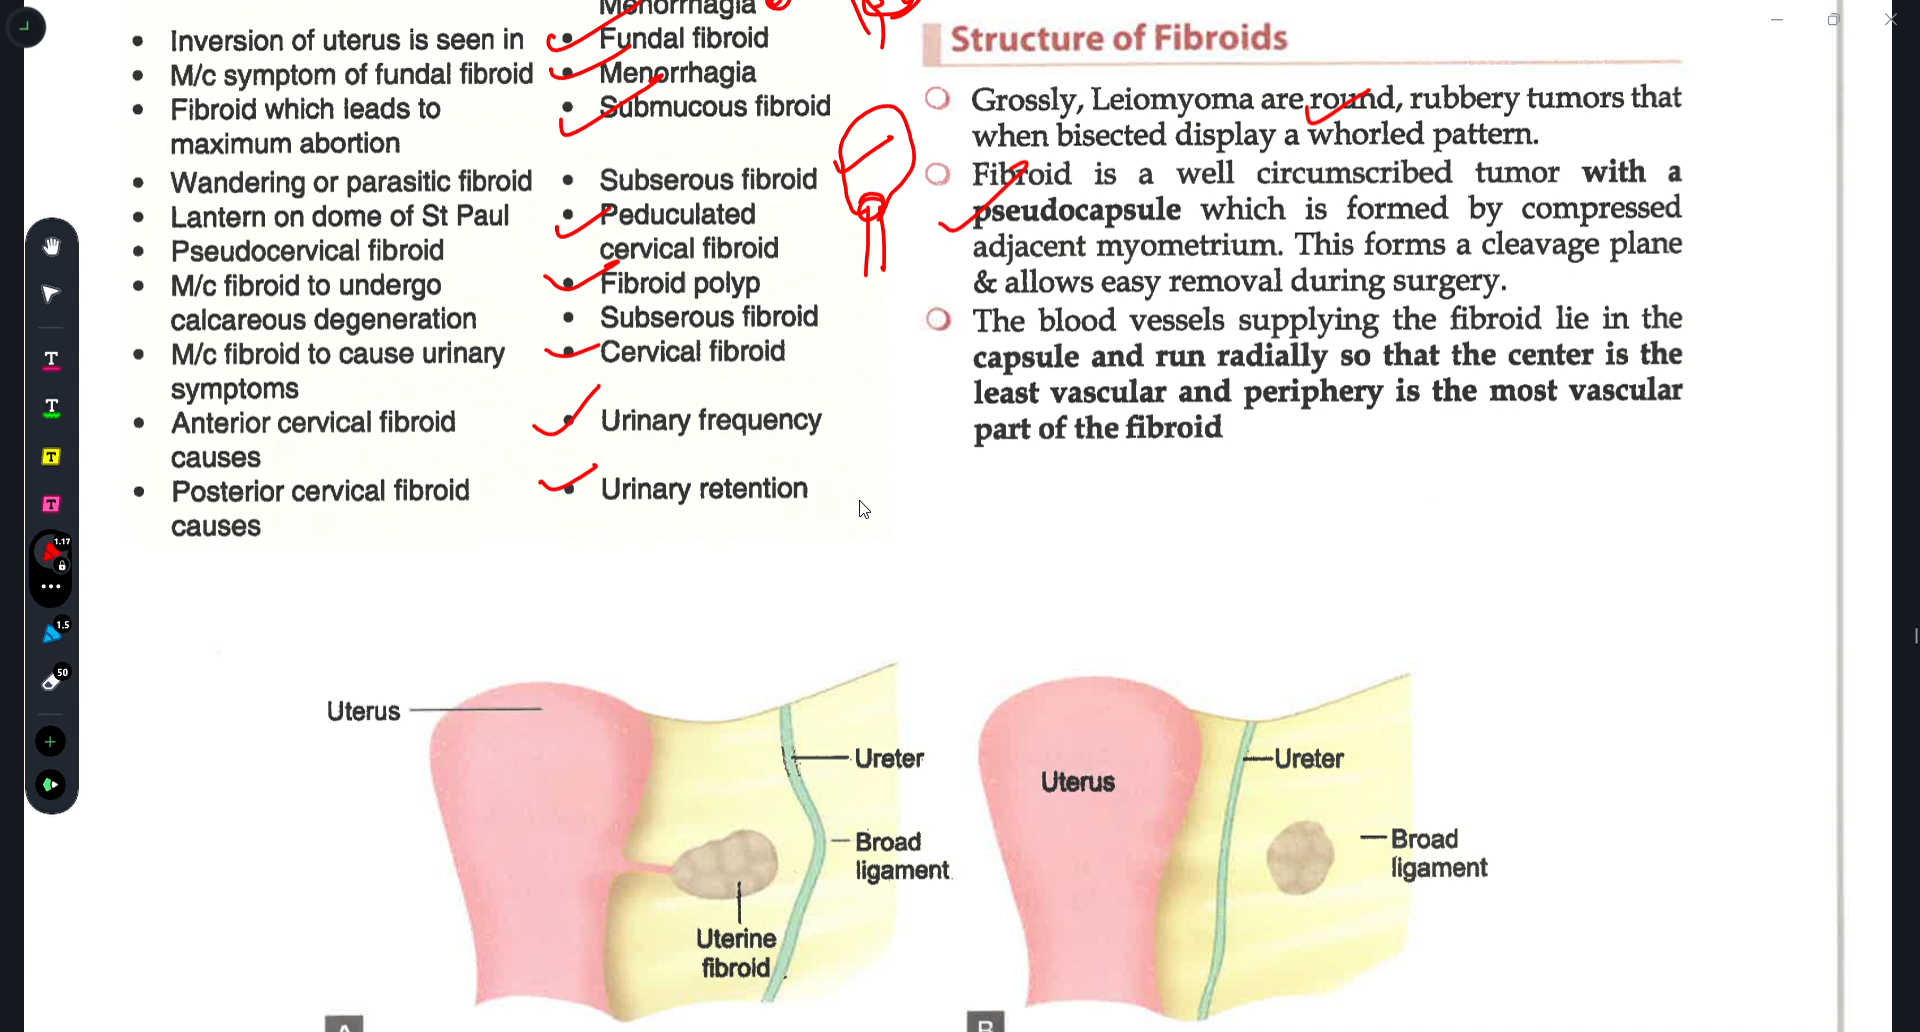 Menorrhagia
• Inversion of uterus is seen in • Fundal fibroid
• M/c symptom of fundal fibroid • Menorrhagia
• Fibroid which leads to • Submucous fibroid
maximum abortion
• Wandering or parasitic fibroid • Subserous fibroid
• Lantern on dome of St Paul • Peduculated
• Pseudocervical fibroid cervical fibroid
• M/c fibroid to undergo • Fibroid polyp
calcareous degeneration • Subserous fibroid
• M/c fibroid to cause urinary • Cervical fibroid
symptoms
• Anterior cervical fibroid • Urinary frequency
causes
• Posterior cervical fibroid • Urinary retention
causes
Structure of Fibroids
Grossly, Leiomyoma are round, rubbery tumors that
when bisected display a whorled pattern.
Fibroid is a well circumscribed tumor with a
pseudocapsule which is formed by compressed
adjacent myometrium. This forms a cleavage plane
& allows easy removal during surgery.
The blood vessels supplying the fibroid lie in the
capsule and run radially so that the center is the
least vascular and periphery is the most vascular
part of the fibroid
T
T
T
T
1.17
1.5
50
Uterus
Ureter
Broad
ligament
Uterine
fibroid
A
Uterus
Ureter
Broad
ligament
B